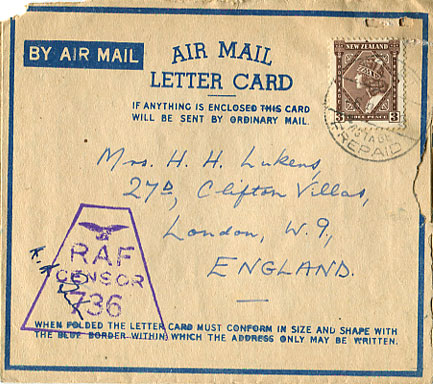 BY AIR MAIL
AIR MAIL
LETTER CARD
IF ANYTHING IS ENCLOSED THIS CARD
WILL BE SENT BY ORDINARY MAIL.
NEW ZEALAND
3 PENCE 3
PREPAID
Mrs. H. H. Lukens,
27B, Clifton Villas,
London, W. 9,
ENGLAND.
RAF
CENSOR
736
WHEN FOLDED THE LETTER CARD MUST CONFORM IN SIZE AND SHAPE WITH
THE BLUE BORDER WITHIN WHICH THE ADDRESS ONLY MAY BE WRITTEN.